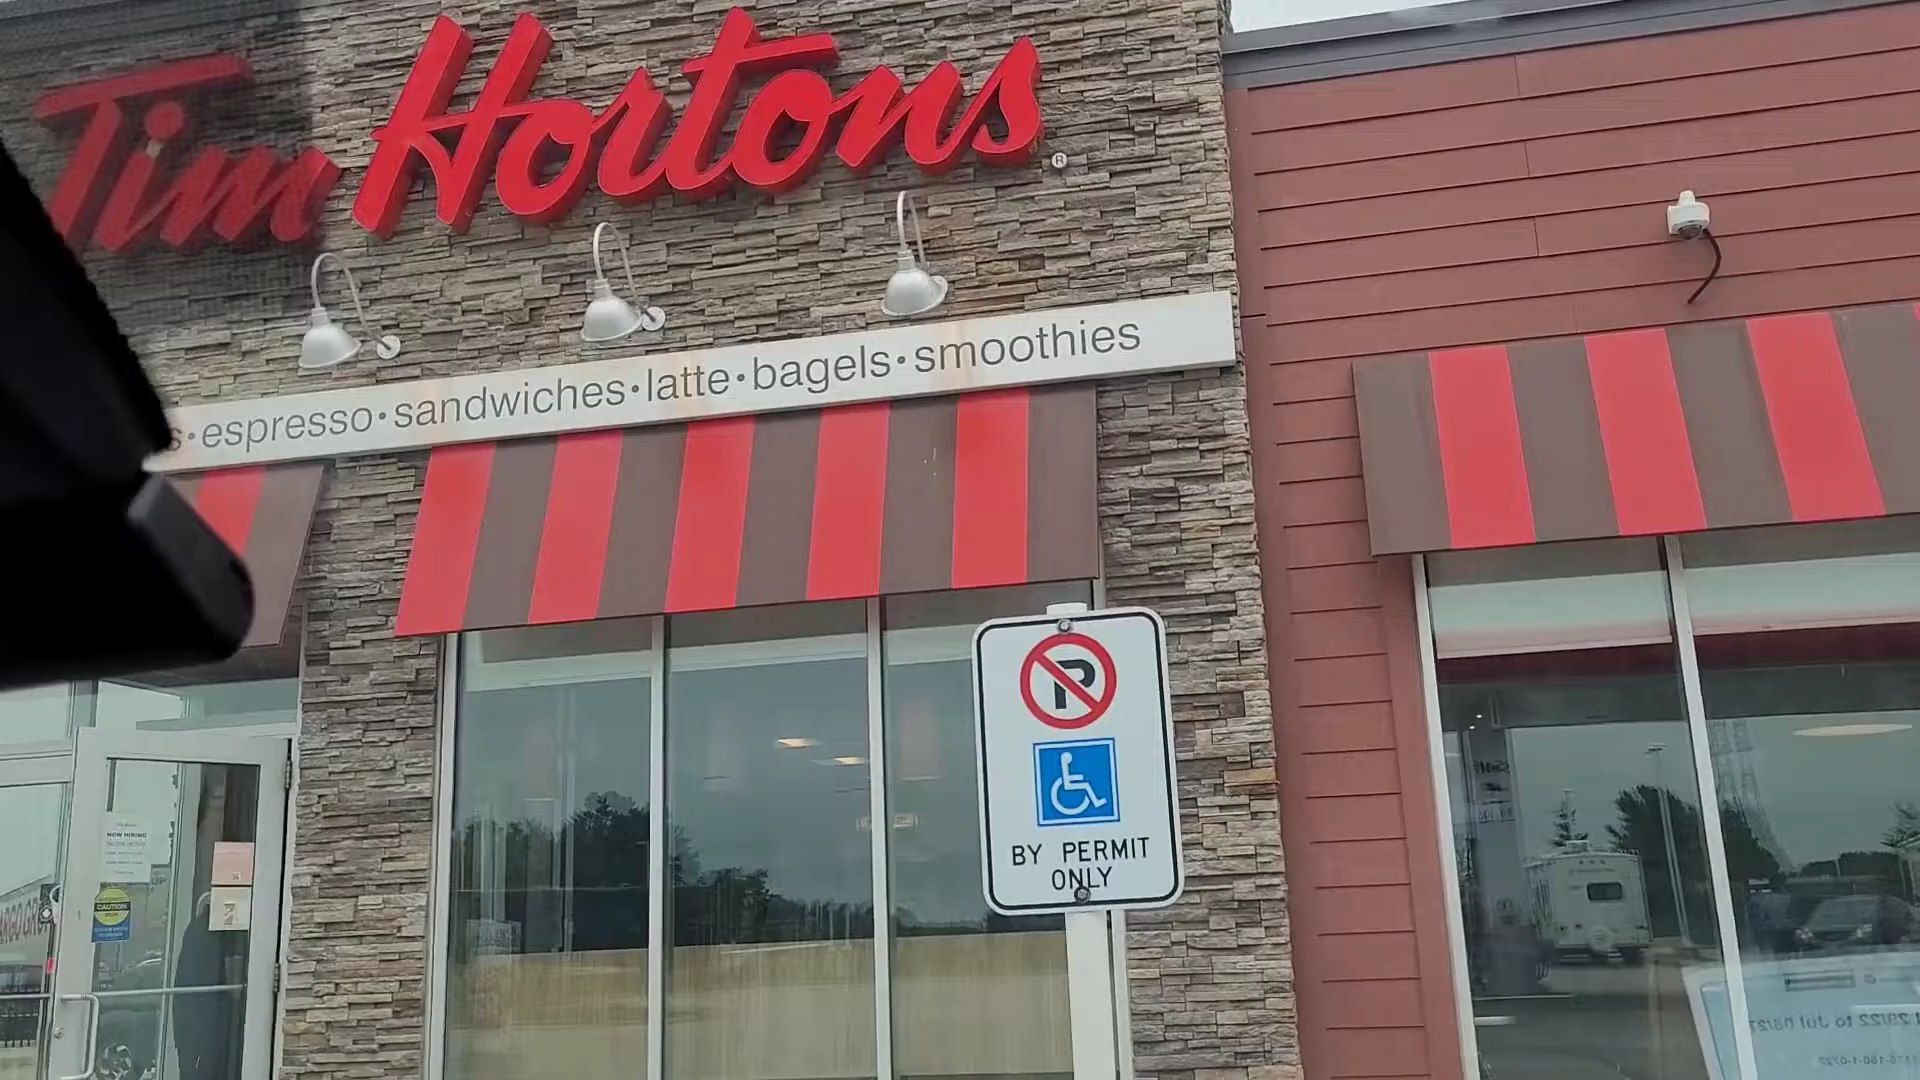 Tim Hortons
®
s•espresso•sandwiches•latte•bagels•smoothies
P
BY PERMIT
ONLY
NOW HIRING
CAUTION